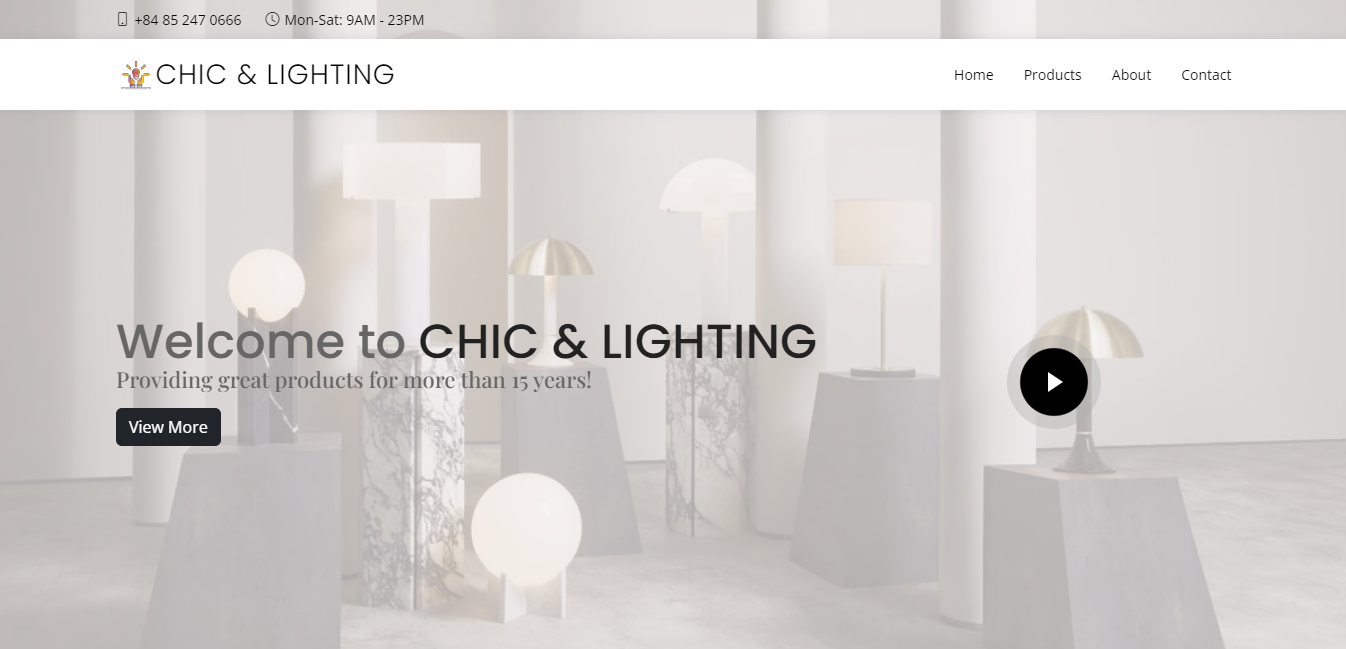 +84 85 247 0666 Mon-Sat: 9AM - 23PM
CHIC & LIGHTING Home Products About Contact
Welcome to CHIC & LIGHTING
Providing great products for more than 15 years!
View More